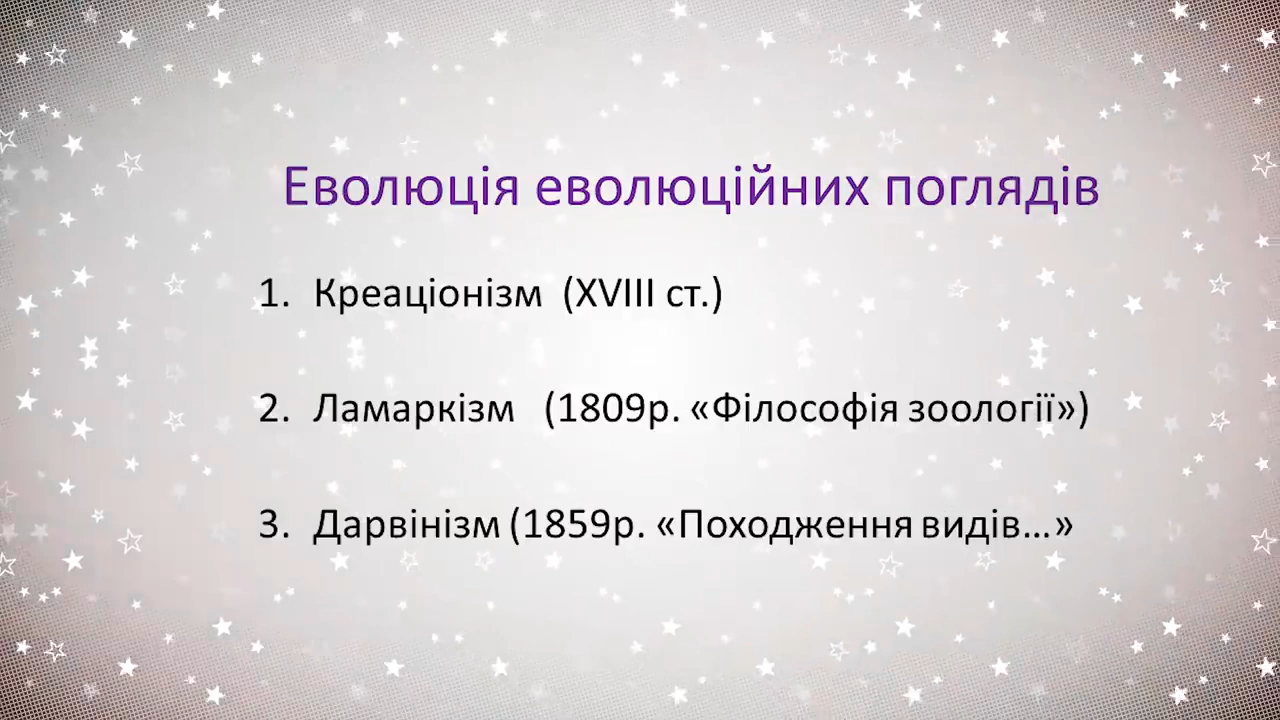 Еволюція еволюційних поглядів
1. Креаціонізм (XVIII ст.)
2. Ламаркізм (1809р. «Філософія зоології»)
3. Дарвінізм (1859р. «Походження видів…»